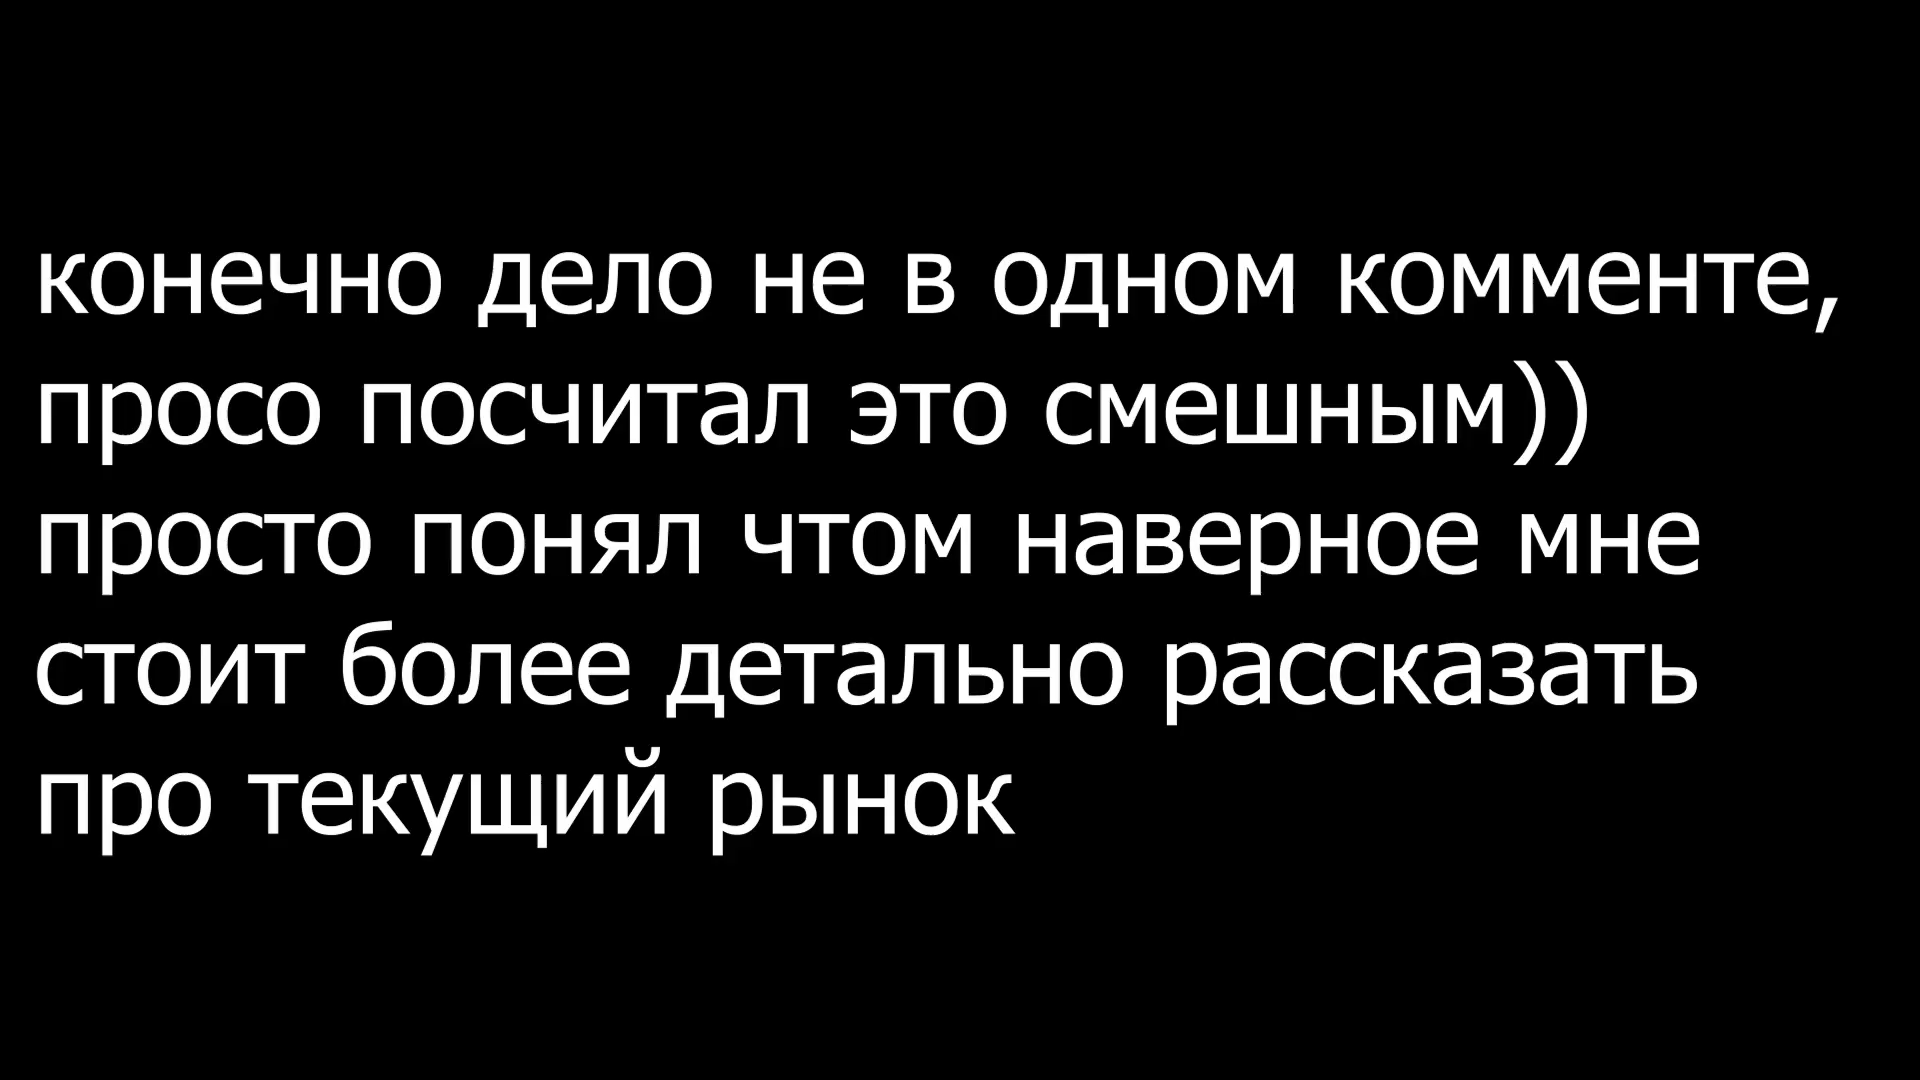 конечно дело не в одном комменте,
просо посчитал это смешным))
просто понял чтом наверное мне
стоит более детально рассказать
про текущий рынок